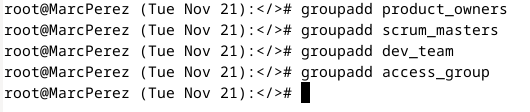 root@MarcPerez (Tue Nov 21):</># groupadd product_owners
root@MarcPerez (Tue Nov 21):</># groupadd scrum_masters
root@MarcPerez (Tue Nov 21):</># groupadd dev_team
root@MarcPerez (Tue Nov 21):</># groupadd access_group
root@MarcPerez (Tue Nov 21):</>#